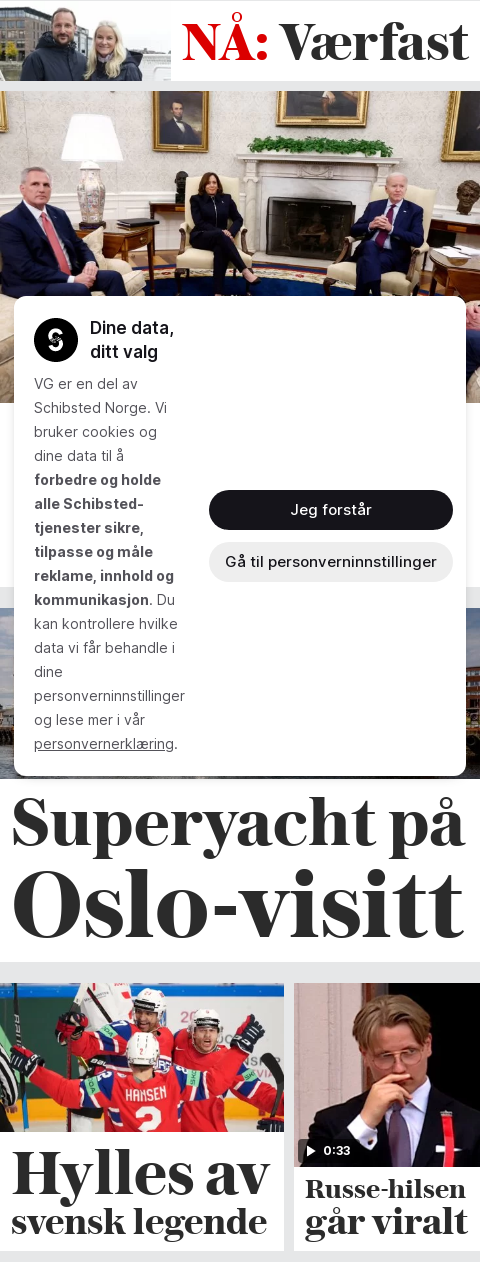 NÅ: Værfast
Dine data,
ditt valg
VG er en del av
Schibsted Norge. Vi
bruker cookies og
dine data til å
forbedre og holde
alle Schibsted-
tjenester sikre,
tilpasse og måle
reklame, innhold og
kommunikasjon. Du
kan kontrollere hvilke
data vi får behandle i
dine
personverninnstillinger
og lese mer i vår
personvernerklæring.
Jeg forstår
Gå til personverninnstillinger
Superyacht på
Oslo-visitt
HANSEN
2
Hylles av
svensk legende
0:33
Russe-hilsen
går viralt